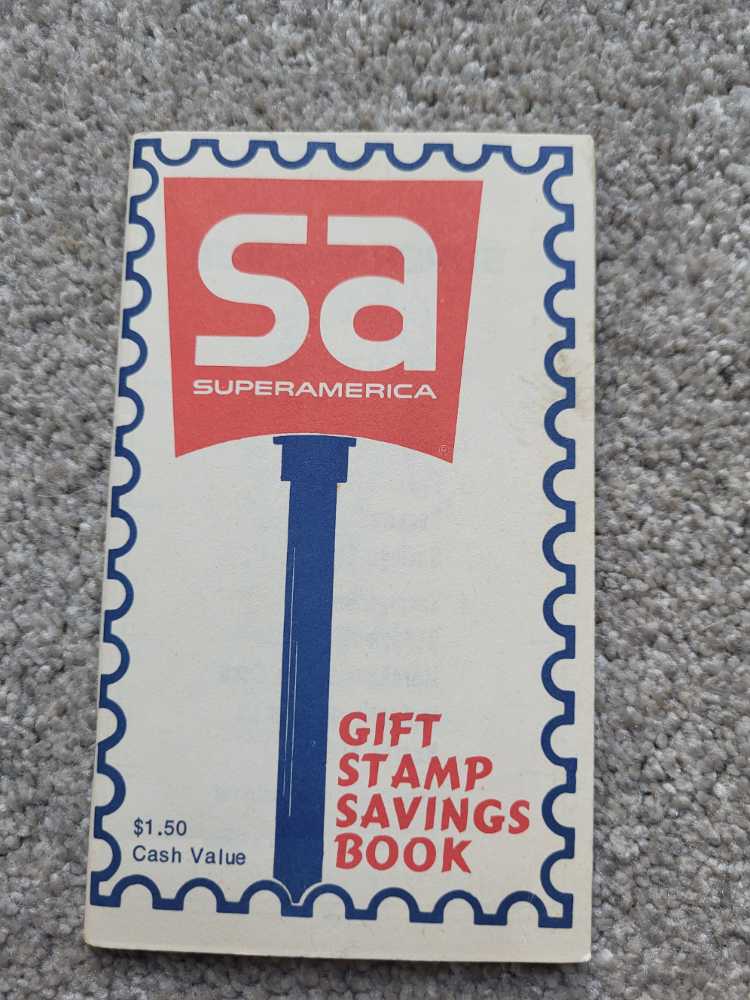 sa
SUPERAMERICA
®
GIFT
STAMP
SAVINGS
BOOK
$1.50
Cash Value